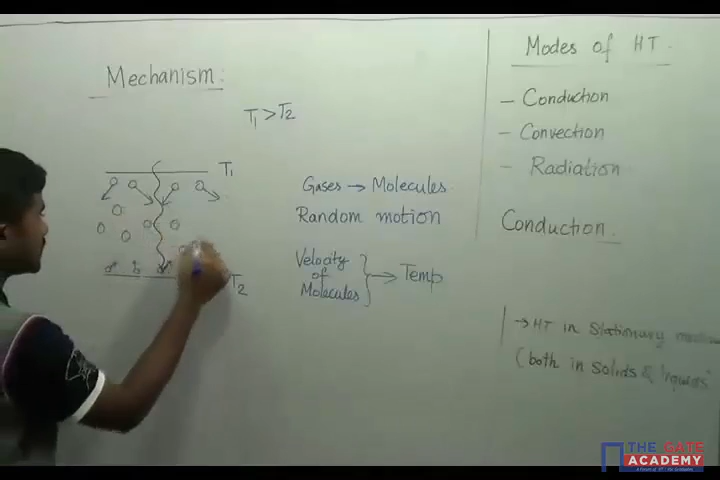 Mechanism:
T1 > T2
T1
T2
Gases → Molecules
Random motion
Velocity
of
Molecules
→ Temp
Modes of HT.
- Conduction
- Convection
- Radiation
Conduction.
→ HT in Stationary
(both in solids &
THE GATE
ACADEMY